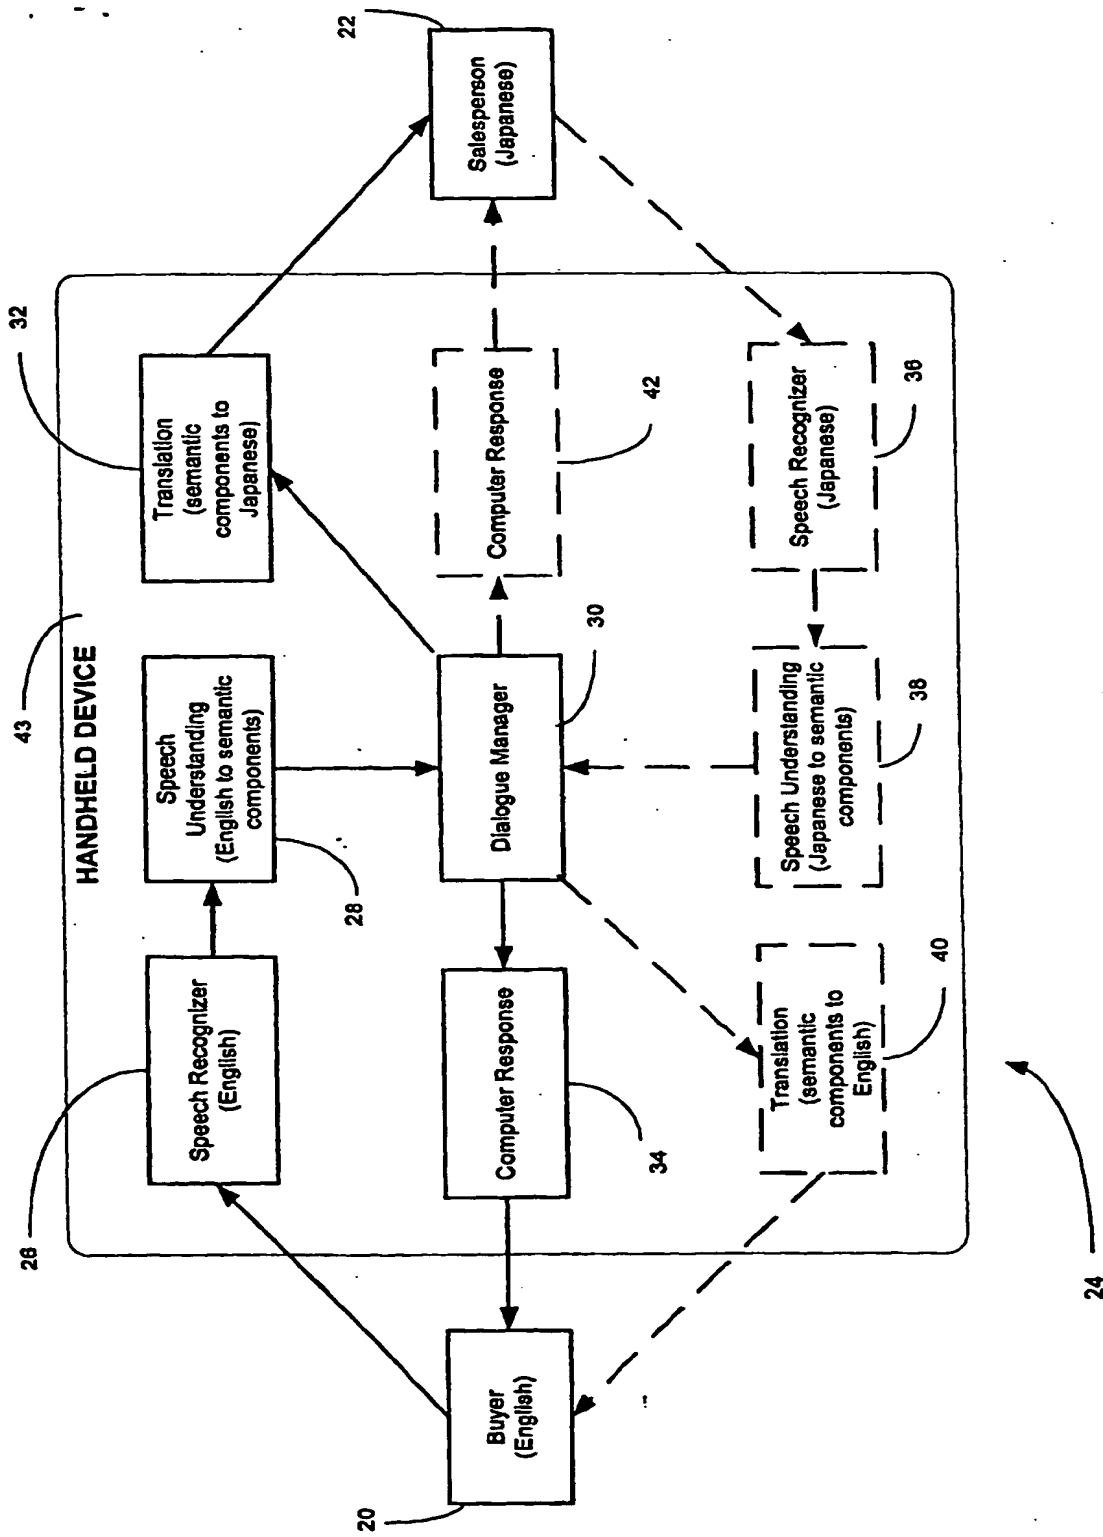 HANDHELD DEVICE
43
26
Speech Recognizer
(English)
Speech
Understanding
(English to semantic
components)
28
32
Translation
(semantic
components to
Japanese)
20
Buyer
(English)
Computer Response
34
Dialogue Manager
30
Computer Response
42
22
Salesperson
(Japanese)
Translation
(semantic
components to
English)
40
Speech Understanding
(Japanese to semantic
components)
38
Speech Recognizer
(Japanese)
36
24